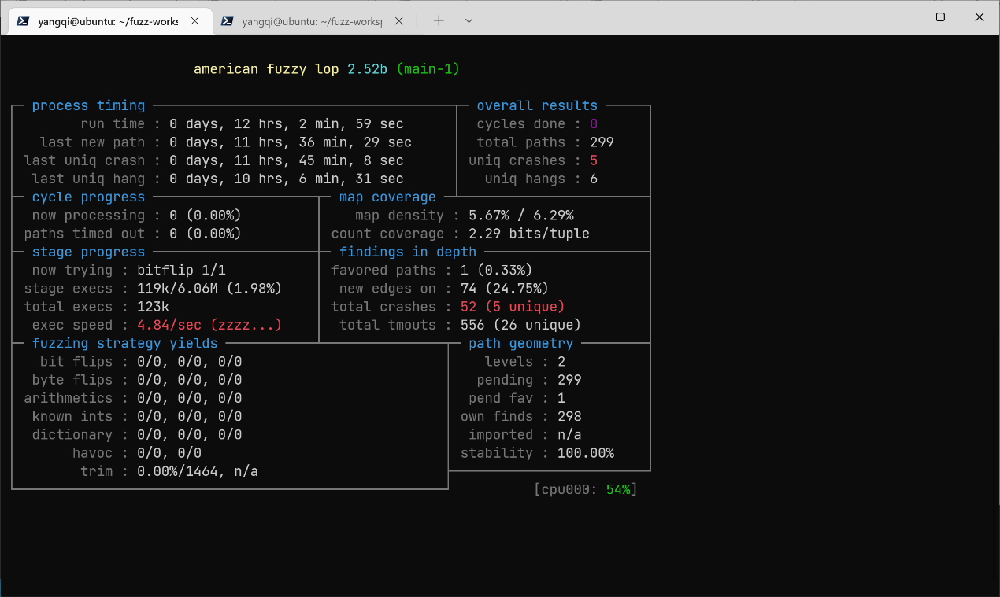 yangqi@ubuntu: ~/fuzz-works yangqi@ubuntu: ~/fuzz-worksp
american fuzzy lop 2.52b (main-1)
process timing overall results
run time : 0 days, 12 hrs, 2 min, 59 sec cycles done : 0
last new path : 0 days, 11 hrs, 36 min, 29 sec total paths : 299
last uniq crash : 0 days, 11 hrs, 45 min, 8 sec uniq crashes : 5
last uniq hang : 0 days, 10 hrs, 6 min, 31 sec uniq hangs : 6
cycle progress map coverage
now processing : 0 (0.00%) map density : 5.67% / 6.29%
paths timed out : 0 (0.00%) count coverage : 2.29 bits/tuple
stage progress findings in depth
now trying : bitflip 1/1 favored paths : 1 (0.33%)
stage execs : 119k/6.06M (1.98%) new edges on : 74 (24.75%)
total execs : 123k total crashes : 52 (5 unique)
exec speed : 4.84/sec (zzzz...) total tmouts : 556 (26 unique)
fuzzing strategy yields path geometry
bit flips : 0/0, 0/0, 0/0 levels : 2
byte flips : 0/0, 0/0, 0/0 pending : 299
arithmetics : 0/0, 0/0, 0/0 pend fav : 1
known ints : 0/0, 0/0, 0/0 own finds : 298
dictionary : 0/0, 0/0, 0/0 imported : n/a
havoc : 0/0, 0/0 stability : 100.00%
trim : 0.00%/1464, n/a
[cpu000: 54%]